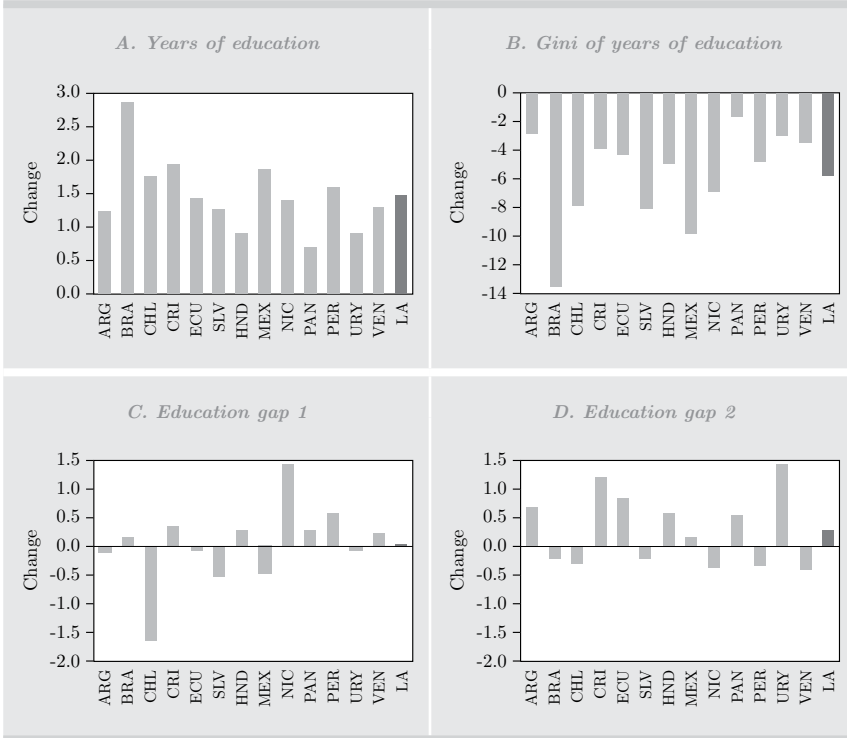 A. Years of education
Change
3.0
2.5
2.0
1.5
1.0
0.5
0.0
ARG BRA CHL CRI ECU SLV HND MEX NIC PAN PER URY VEN LA
B. Gini of years of education
Change
0
-2
-4
-6
-8
-10
-12
-14
ARG BRA CHL CRI ECU SLV HND MEX NIC PAN PER URY VEN LA
C. Education gap 1
Change
1.5
1.0
0.5
0.0
-0.5
-1.0
-1.5
-2.0
ARG BRA CHL CRI ECU SLV HND MEX NIC PAN PER URY VEN LA
D. Education gap 2
Change
1.5
1.0
0.5
0.0
-0.5
-1.0
-1.5
-2.0
ARG BRA CHL CRI ECU SLV HND MEX NIC PAN PER URY VEN LA